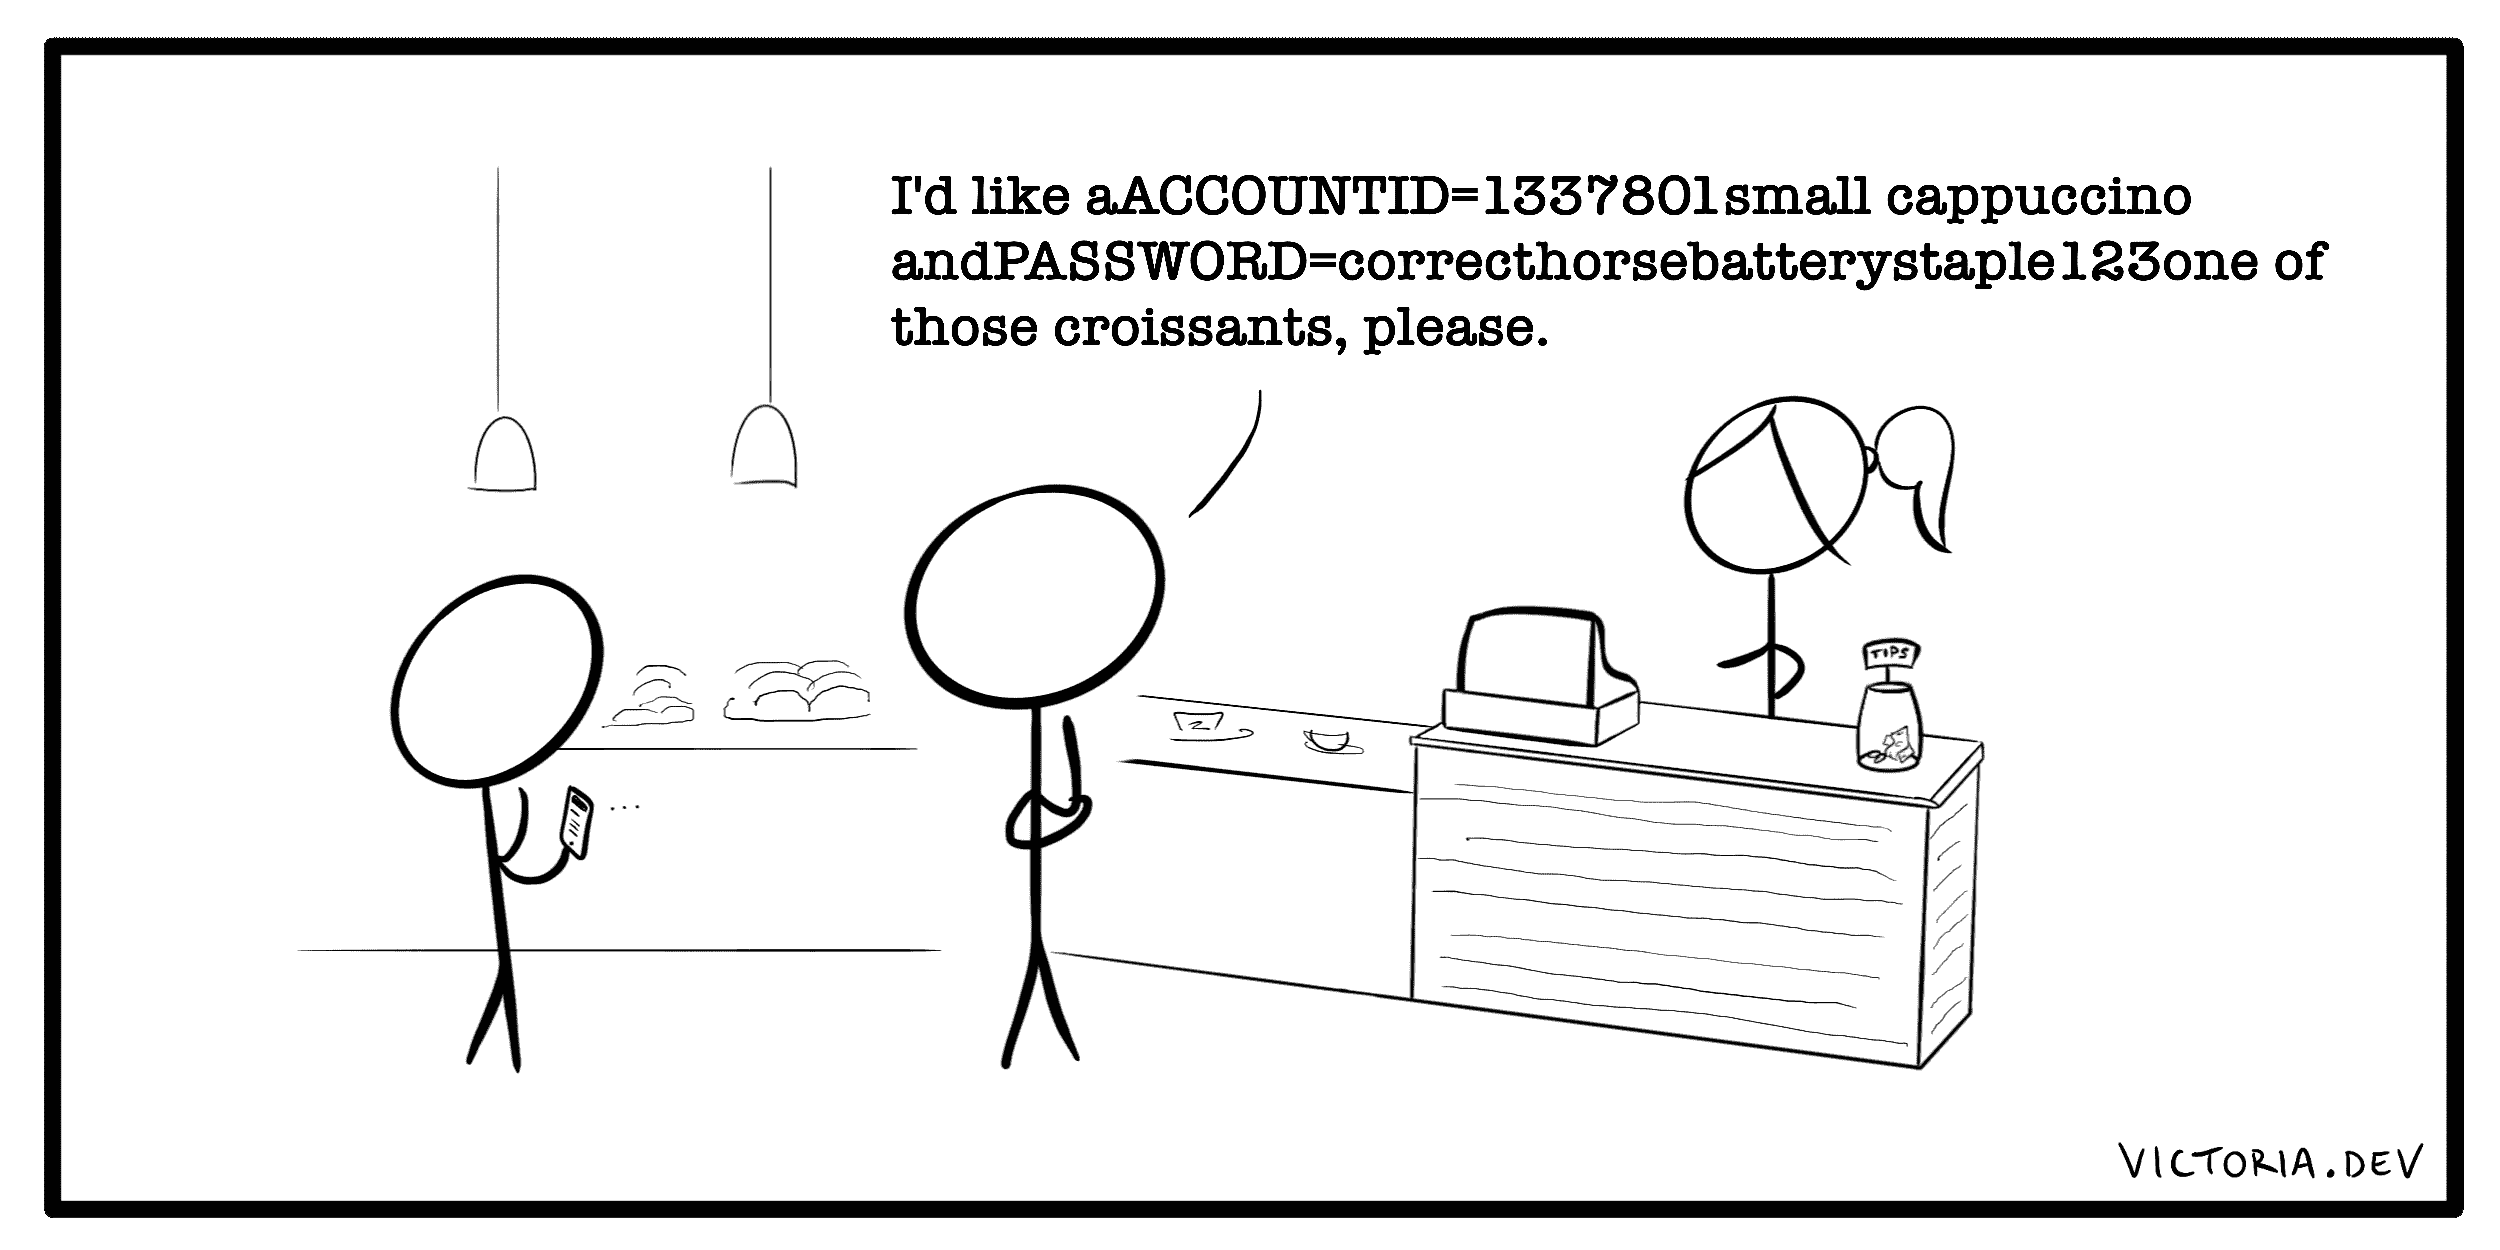 I'd like aACCOUNTID=1337801small cappuccino
andPASSWORD=correcthorsebatterystaple123one of
those croissants, please.
TIPS
VICTORIA.DEV